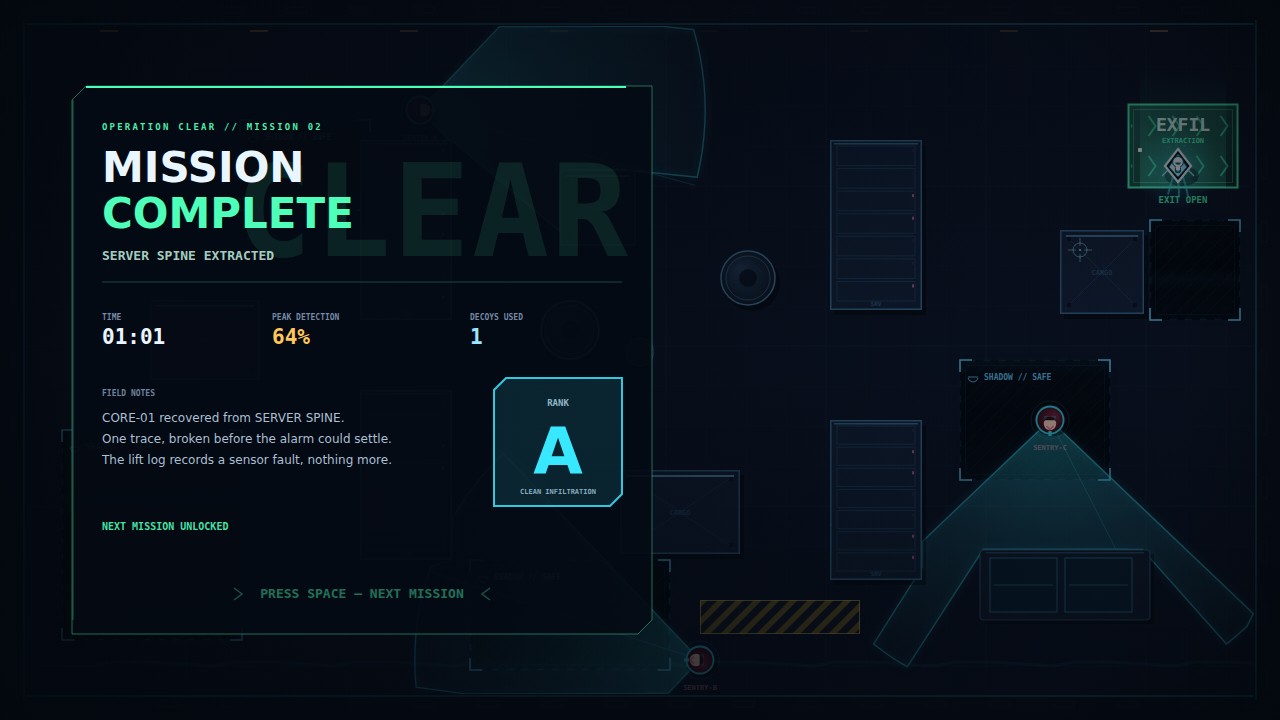 OPERATION CLEAR // MISSION 02
CLEAR
MISSION
COMPLETE
SERVER SPINE EXTRACTED
TIME
01:01
PEAK DETECTION
64%
DECOYS USED
1
FIELD NOTES
CORE-01 recovered from SERVER SPINE.
One trace, broken before the alarm could settle.
The lift log records a sensor fault, nothing more.
RANK
A
CLEAN INFILTRATION
NEXT MISSION UNLOCKED
PRESS SPACE — NEXT MISSION
EXFIL
EXTRACTION
EXIT OPEN
CARGO
SHADOW // SAFE
SENTRY-C
CARGO
SENTRY-B